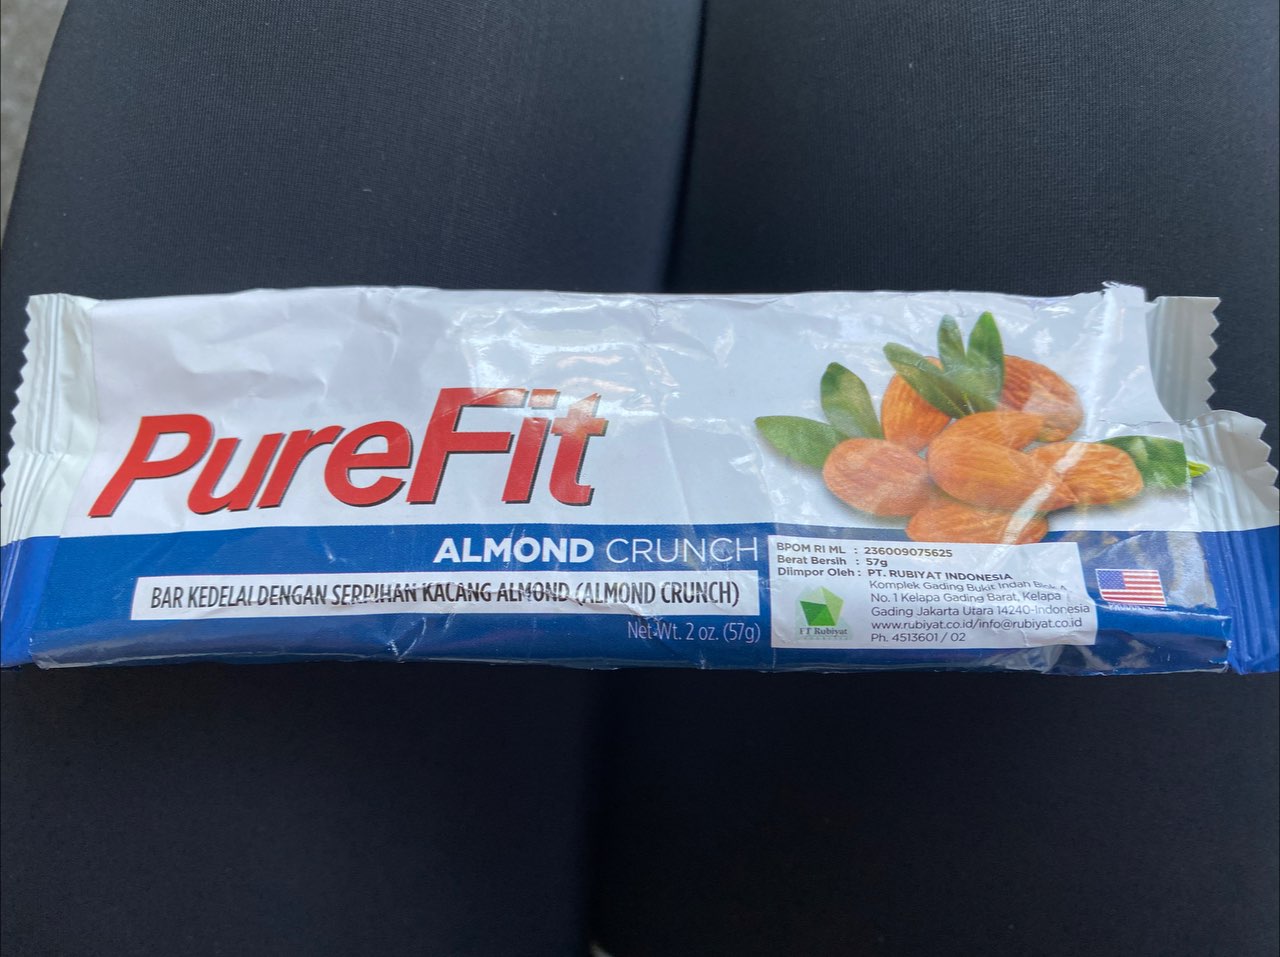 PureFit
ALMOND CRUNCH
BAR KEDELAI DENGAN SERPIHAN KACANG ALMOND (ALMOND CRUNCH)
Net Wt. 2 oz. (57g)
BPOM RI ML : 236009075625
Berat Bersih : 57g
Diimpor Oleh : PT. RUBIYAT INDONESIA
Komplek Gading Bukit Indah Blok A
No. 1 Kelapa Gading Barat, Kelapa
Gading Jakarta Utara 14240-Indonesia
www.rubiyat.co.id/info@rubiyat.co.id
Ph. 4513601 / 02
PT Rubiyat